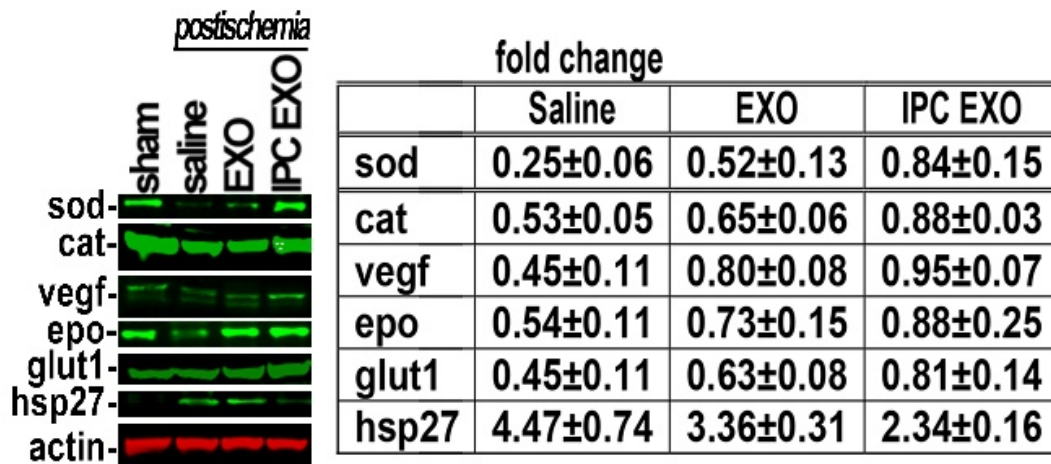 postischemia
sham saline EXO IPC EXO
sod-
cat-
vegf-
epo-
glut1-
hsp27-
actin-
fold change
Saline EXO IPC EXO
sod 0.25±0.06 0.52±0.13 0.84±0.15
cat 0.53±0.05 0.65±0.06 0.88±0.03
vegf 0.45±0.11 0.80±0.08 0.95±0.07
epo 0.54±0.11 0.73±0.15 0.88±0.25
glut1 0.45±0.11 0.63±0.08 0.81±0.14
hsp27 4.47±0.74 3.36±0.31 2.34±0.16